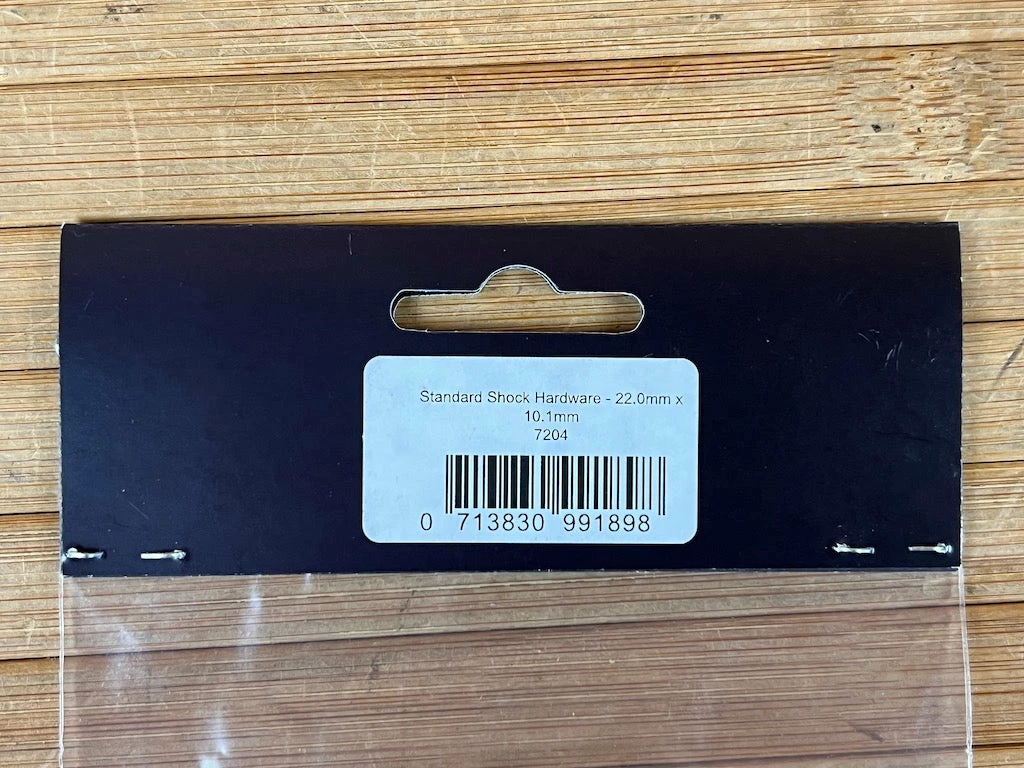 Standard Shock Hardware - 22.0mm x
10.1mm
7204
0 713830 991898